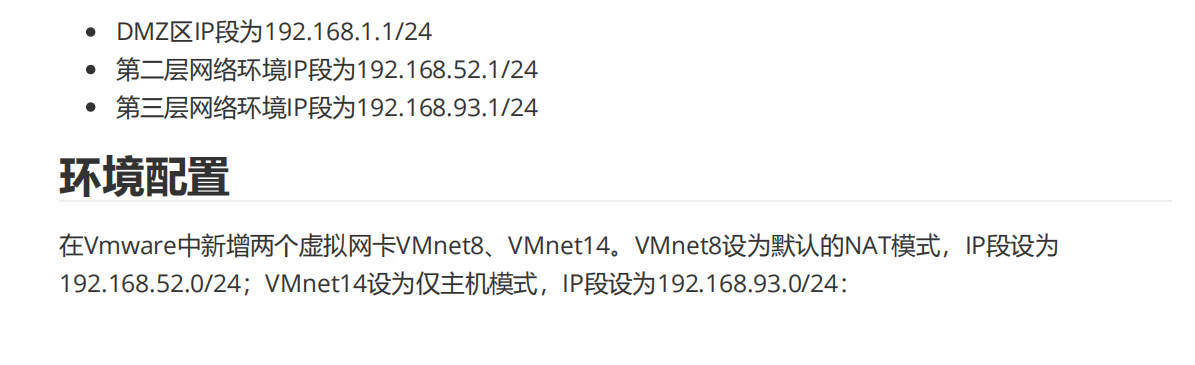 DMZ区IP段为192.168.1.1/24
第二层网络环境IP段为192.168.52.1/24
第三层网络环境IP段为192.168.93.1/24
环境配置
在Vmware中新增两个虚拟网卡VMnet8、VMnet14。VMnet8设为默认的NAT模式，IP段设为
192.168.52.0/24；VMnet14设为仅主机模式，IP段设为192.168.93.0/24：